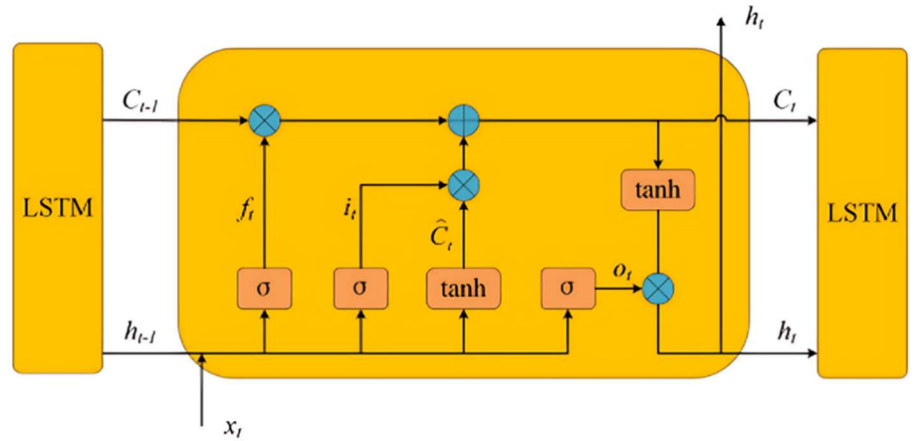 h_t
C_{t-1}
C_t
tanh
LSTM
f_t
i_t
Ĉ_t
LSTM
σ
σ
tanh
σ
o_t
h_{t-1}
h_t
x_t